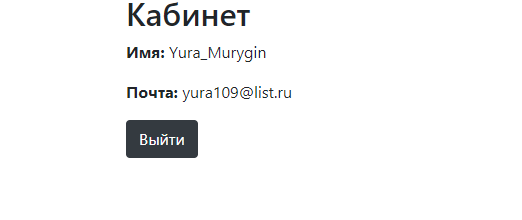 Кабинет
Имя: Yura_Murygin
Почта: yura109@list.ru
Выйти